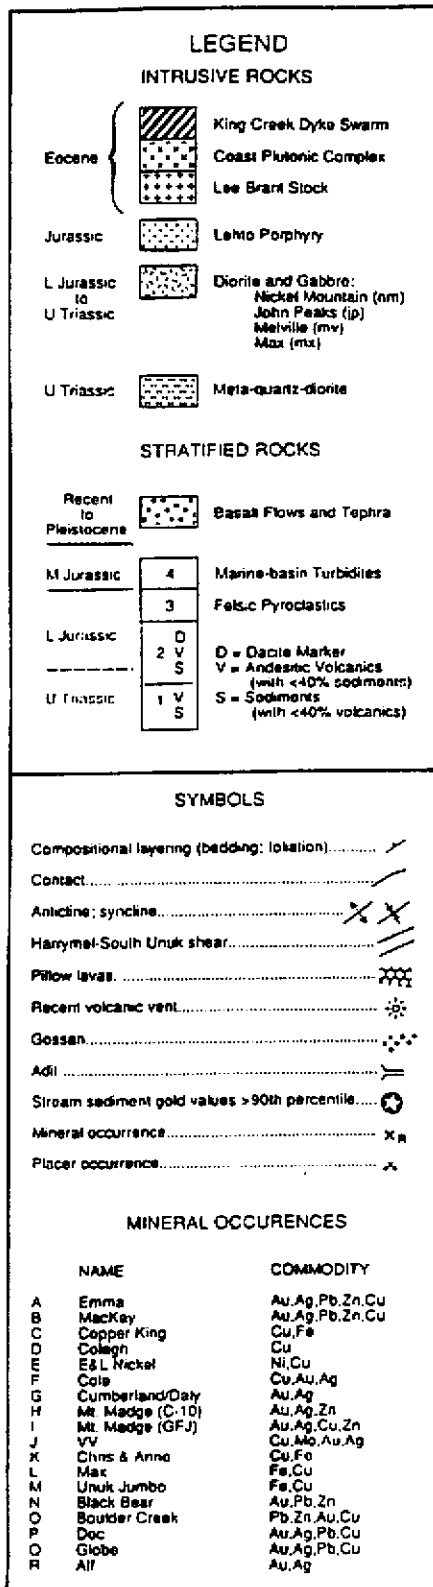 LEGEND
INTRUSIVE ROCKS
Eocene
King Creek Dyke Swarm
Coast Plutonic Complex
Lee Brant Stock
Jurassic Lehto Porphyry
L Jurassic to U Triassic
Diorite and Gabbro:
Nickel Mountain (nm)
John Peaks (jp)
Melville (mv)
Max (mx)
U Triassic Meta-quartz-diorite
STRATIFIED ROCKS
Recent to Pleistocene
Basalt Flows and Tephra
M Jurassic 4 Marine-basin Turbidites
3 Felsic Pyroclastics
L Jurassic 2 D V S
D = Dacite Marker
V = Andesitic Volcanics
(with <40% sediments)
U Triassic 1 V S
S = Sediments
(with <40% volcanics)
SYMBOLS
Compositional layering (bedding; foliation)
Contact
Anticline; syncline
Harrymel-South Unuk shear
Pillow lavas
Recent volcanic vent
Gossan
Adit
Stream sediment gold values >90th percentile
Mineral occurrence x R
Placer occurrence
MINERAL OCCURENCES
NAME COMMODITY
A Emma Au,Ag,Pb,Zn,Cu
B MacKay Au,Ag,Pb,Zn,Cu
C Copper King Cu,Fe
D Colagh Cu
E E&L Nickel Ni,Cu
F Cole Cu,Au,Ag
G Cumberland/Daly Au,Ag
H Mt. Madge (C-10) Au,Ag,Zn
I Mt. Madge (GFJ) Au,Ag,Cu,Zn
J VV Cu,Mo,Au,Ag
K Chris & Anne Cu,Fe
L Max Fe,Cu
M Unuk Jumbo Fe,Cu
N Black Bear Au,Pb,Zn
O Boulder Creek Pb,Zn,Au,Cu
P Doc Au,Ag,Pb,Cu
Q Globe Au,Ag,Pb,Cu
R Alf Au,Ag